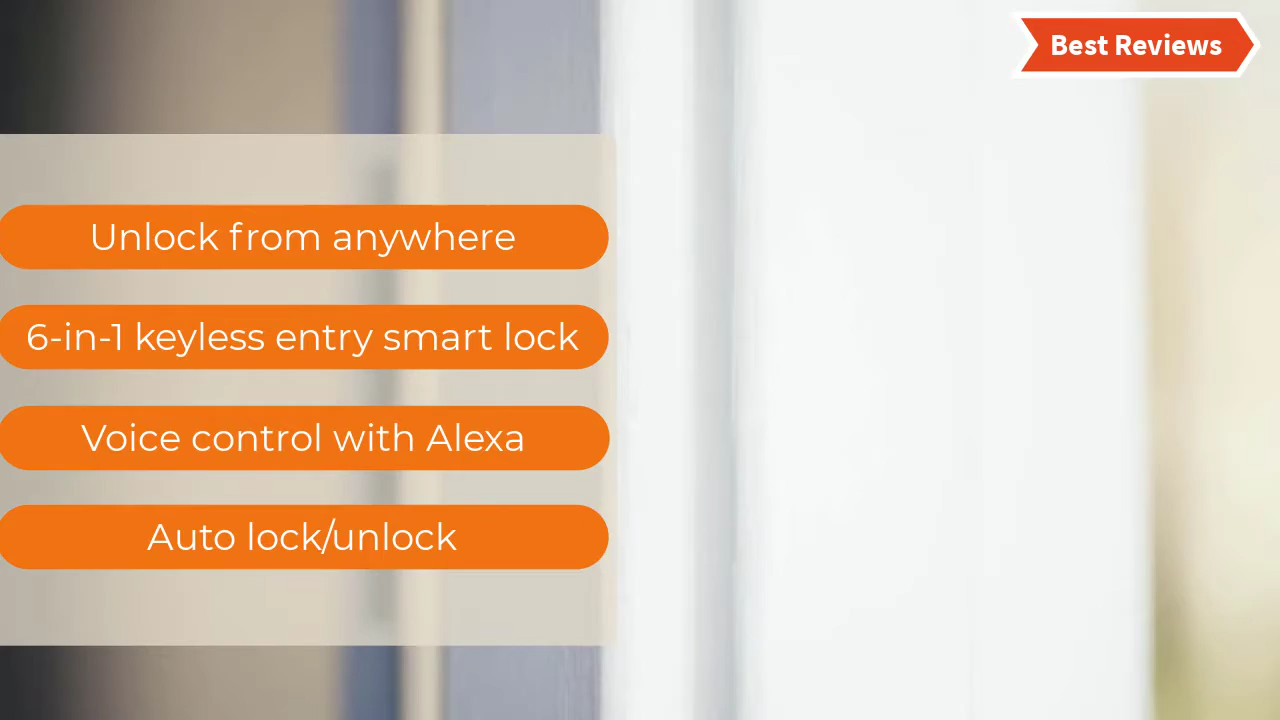 Best Reviews
Unlock from anywhere
6-in-1 keyless entry smart lock
Voice control with Alexa
Auto lock/unlock